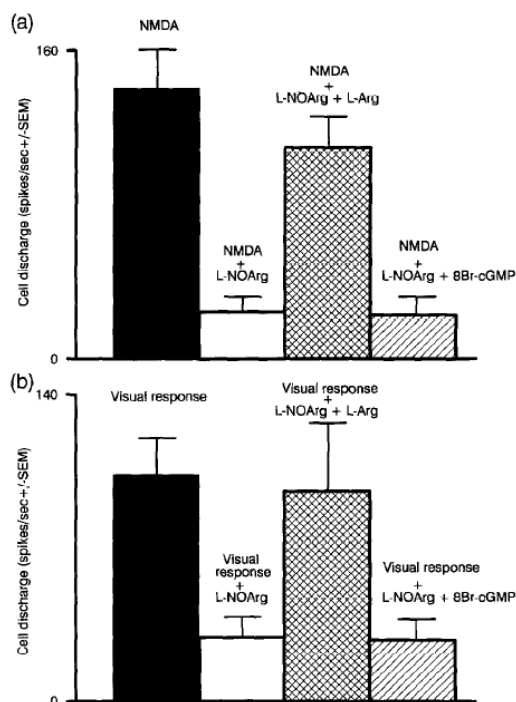 (a)
NMDA
160
NMDA
+
L-NOArg + L-Arg
NMDA
+
L-NOArg
NMDA
+
L-NOArg + 8Br-cGMP
Cell discharge (spikes/sec+/-SEM)
0
(b)
140
Visual response
Visual response
+
L-NOArg + L-Arg
Visual
response
+
L-NOArg
Visual response
+
L-NOArg + 8Br-cGMP
Cell discharge (spikes/sec+/-SEM)
0